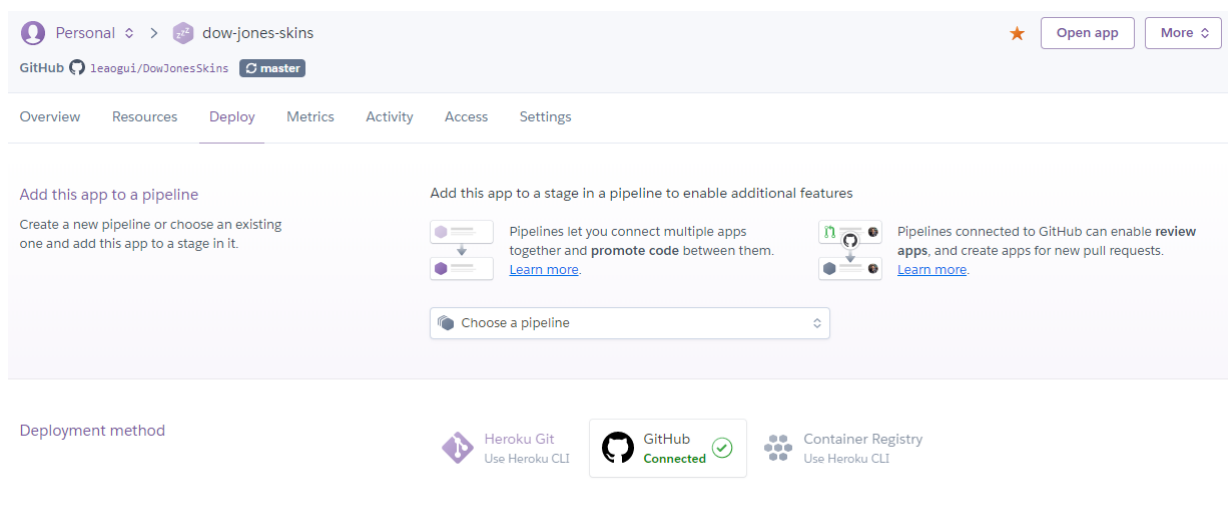 Personal > dow-jones-skins
Open app
More
GitHub leaogui/DowJonesSkins master
Overview Resources Deploy Metrics Activity Access Settings
Add this app to a pipeline
Create a new pipeline or choose an existing
one and add this app to a stage in it.
Add this app to a stage in a pipeline to enable additional features
Pipelines let you connect multiple apps
together and promote code between them.
Learn more.
Pipelines connected to GitHub can enable review
apps, and create apps for new pull requests.
Learn more.
Choose a pipeline
Deployment method
Heroku Git
Use Heroku CLI
GitHub
Connected
Container Registry
Use Heroku CLI